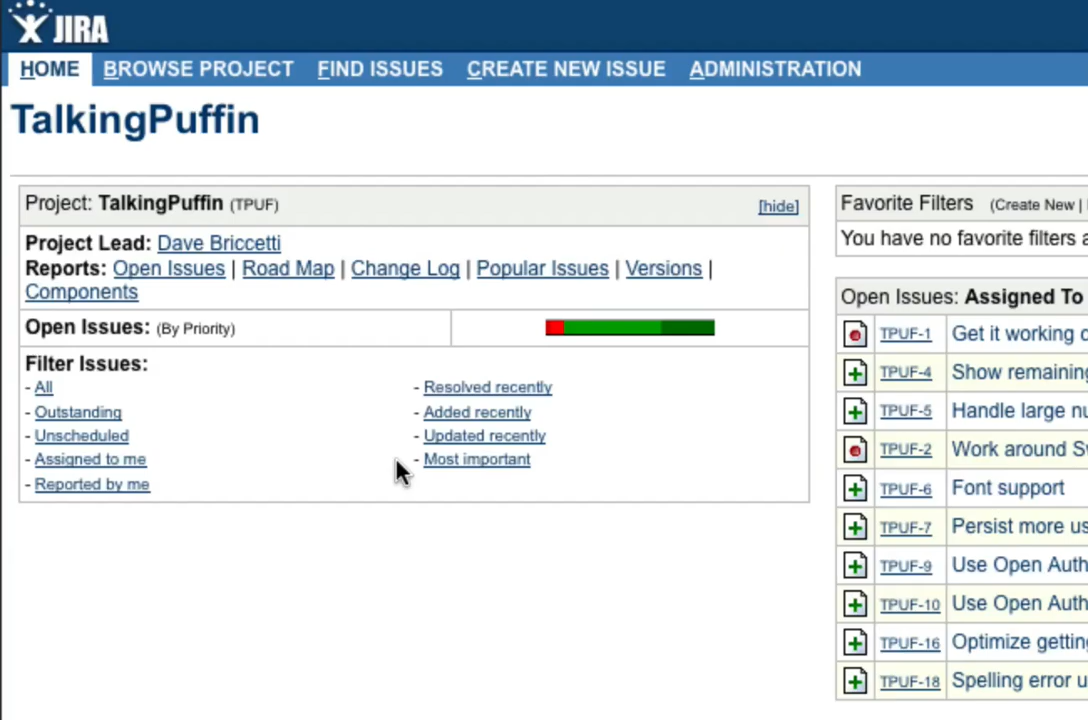 JIRA
HOME BROWSE PROJECT FIND ISSUES CREATE NEW ISSUE ADMINISTRATION
TalkingPuffin
Project: TalkingPuffin (TPUF) [hide]
Project Lead: Dave Briccetti
Reports: Open Issues | Road Map | Change Log | Popular Issues | Versions |
Components
Open Issues: (By Priority)
Filter Issues:
- All
- Outstanding
- Unscheduled
- Assigned to me
- Reported by me
- Resolved recently
- Added recently
- Updated recently
- Most important
Favorite Filters (Create New |
You have no favorite filters
Open Issues: Assigned To
TPUF-1 Get it working
TPUF-4 Show remaining
TPUF-5 Handle large
TPUF-2 Work around
TPUF-6 Font support
TPUF-7 Persist more
TPUF-9 Use Open Auth
TPUF-10 Use Open Auth
TPUF-16 Optimize getting
TPUF-18 Spelling error